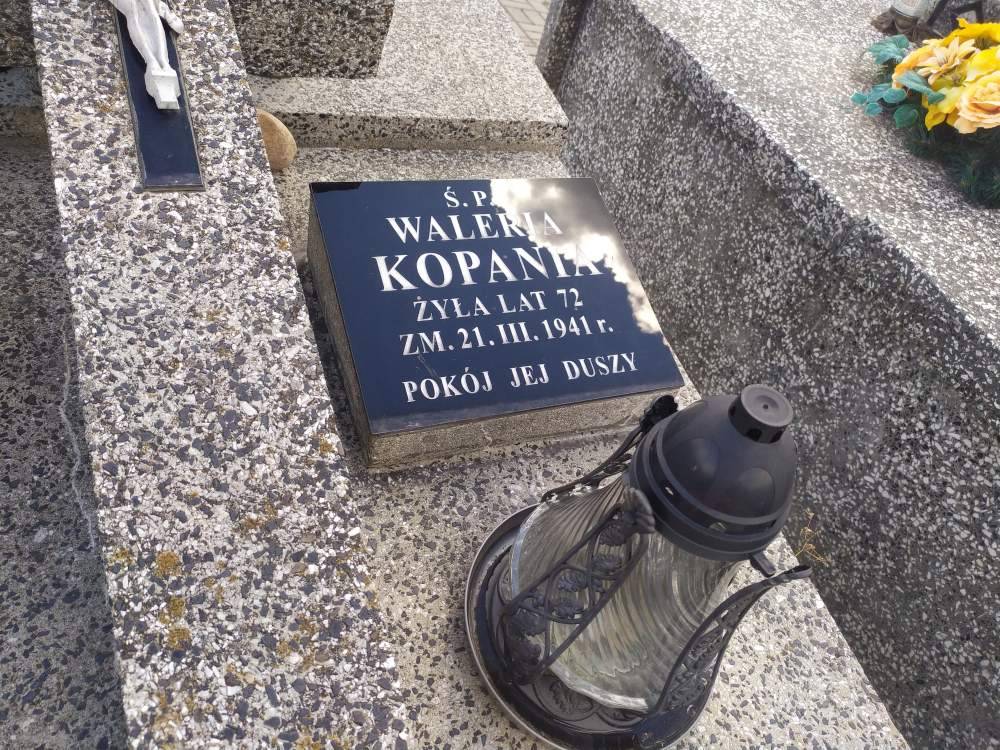 Ś. P.
WALERIA
KOPANIA
ŻYŁA LAT 72
ZM. 21. III. 1941 r.
POKÓJ JEJ DUSZY